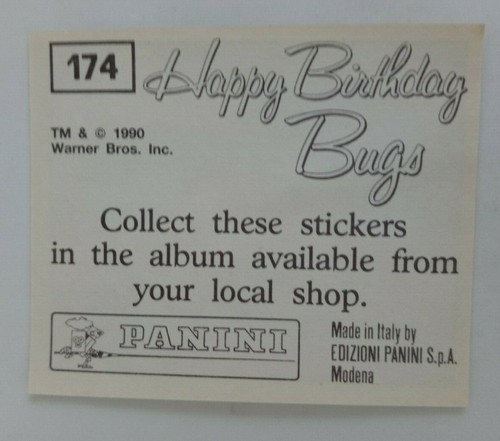 174
Happy Birthday
Bugs
TM & © 1990
Warner Bros. Inc.
Collect these stickers
in the album available from
your local shop.
PANINI
Made in Italy by
EDIZIONI PANINI S.p.A.
Modena